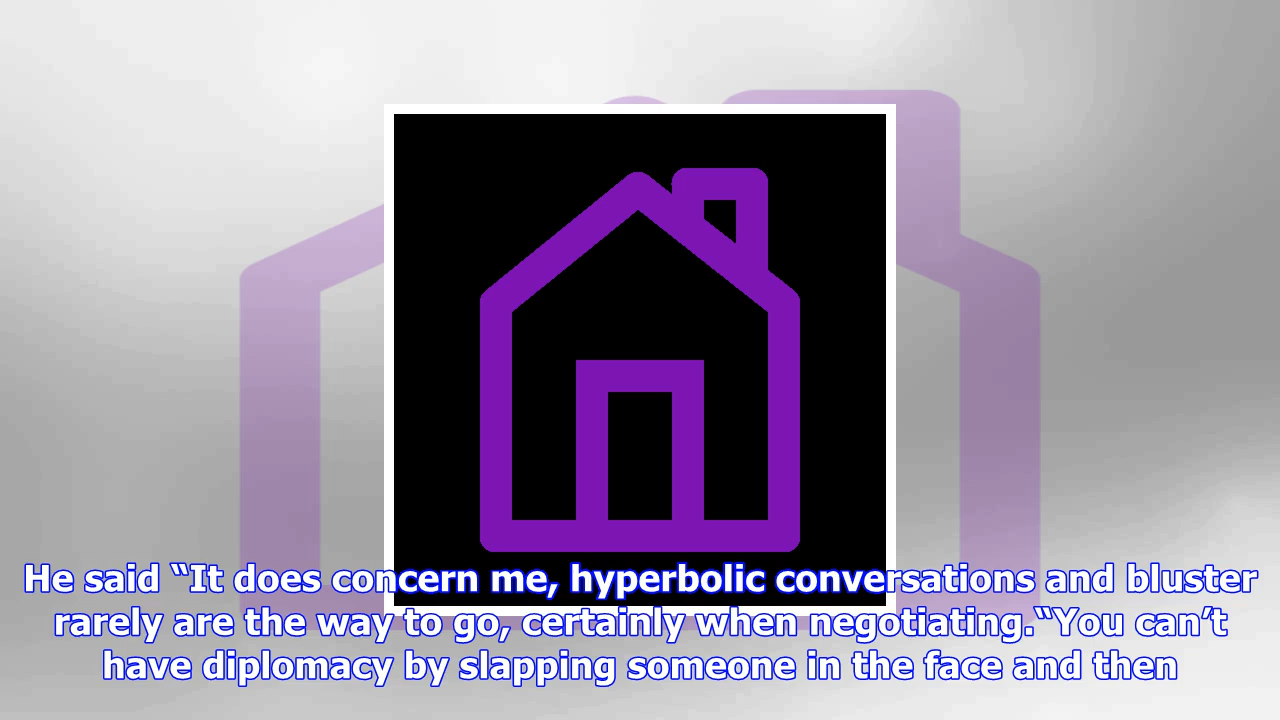 He said “It does concern me, hyperbolic conversations and bluster
rarely are the way to go, certainly when negotiating.“You can’t
have diplomacy by slapping someone in the face and then